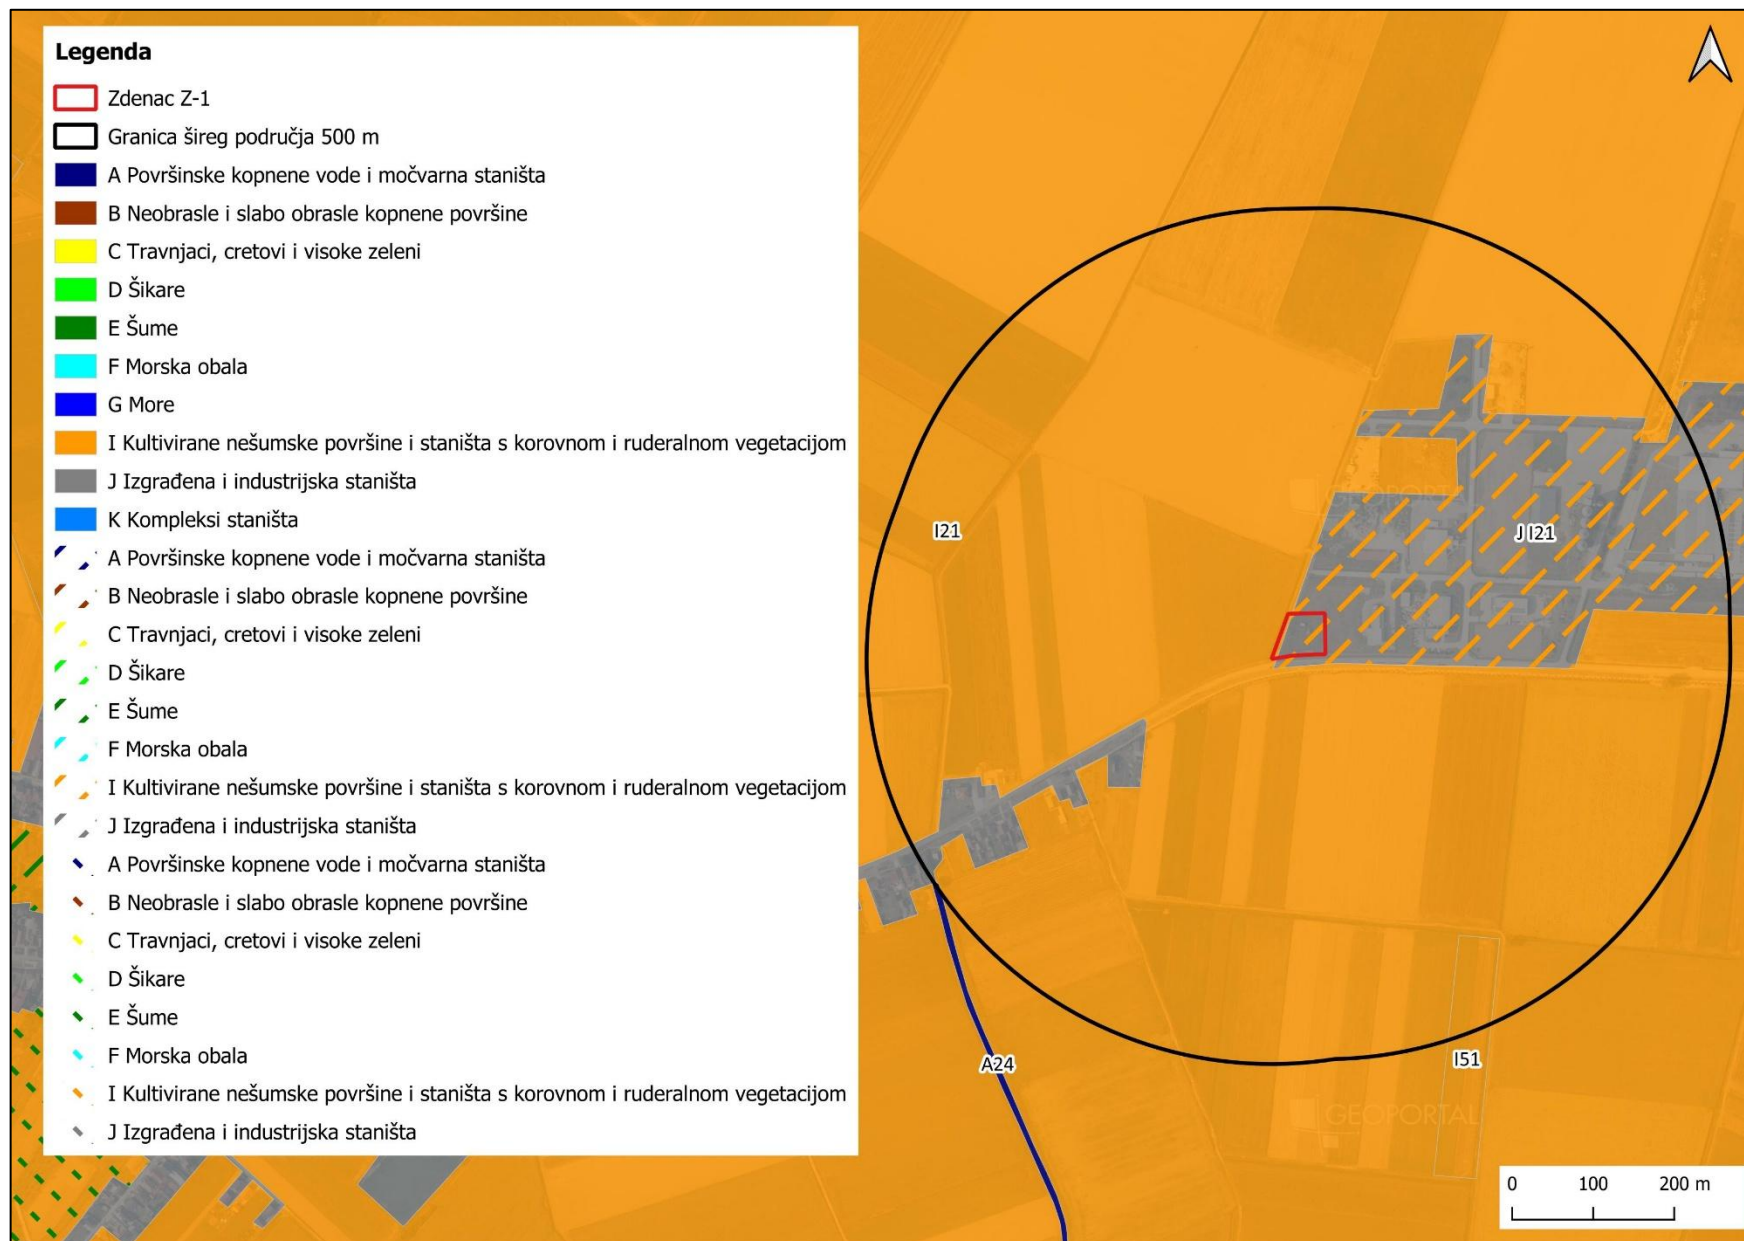 Legenda
Zdenac Z-1
Granica šireg područja 500 m
A Površinske kopnene vode i močvarna staništa
B Neobrasle i slabo obrasle kopnene površine
C Travnjaci, cretovi i visoke zeleni
D Šikare
E Šume
F Morska obala
G More
I Kultivirane nešumske površine i staništa s korovnom i ruderalnom vegetacijom
J Izgrađena i industrijska staništa
K Kompleksi staništa
A Površinske kopnene vode i močvarna staništa
B Neobrasle i slabo obrasle kopnene površine
C Travnjaci, cretovi i visoke zeleni
D Šikare
E Šume
F Morska obala
I Kultivirane nešumske površine i staništa s korovnom i ruderalnom vegetacijom
J Izgrađena i industrijska staništa
A Površinske kopnene vode i močvarna staništa
B Neobrasle i slabo obrasle kopnene površine
C Travnjaci, cretovi i visoke zeleni
D Šikare
E Šume
F Morska obala
I Kultivirane nešumske površine i staništa s korovnom i ruderalnom vegetacijom
J Izgrađena i industrijska staništa
GEOPORTAL
I21
J I21
A24
I51
GEOPORTAL
0 100 200 m